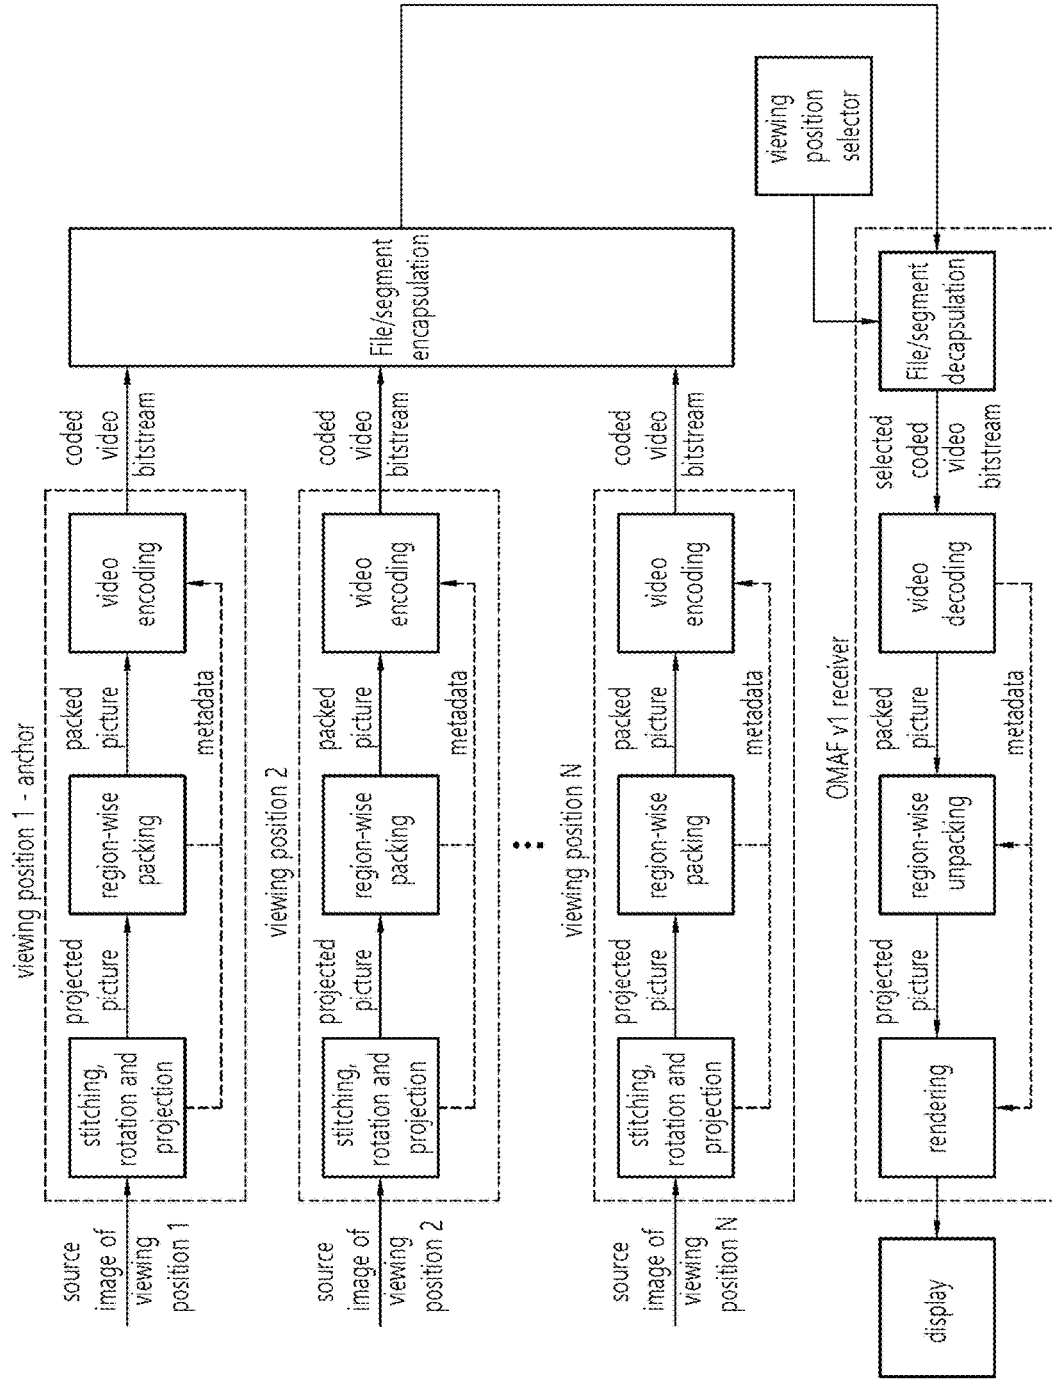 viewing position 1 - anchor
source
image of
viewing
position 1
stitching,
rotation and
projection
projected
picture
region-wise
packing
packed
picture
video
encoding
metadata
coded
video
bitstream
viewing position 2
source
image of
viewing
position 2
stitching,
rotation and
projection
projected
picture
region-wise
packing
packed
picture
video
encoding
metadata
coded
video
bitstream
viewing position N
source
image of
viewing
position N
stitching,
rotation and
projection
projected
picture
region-wise
packing
packed
picture
video
encoding
metadata
coded
video
bitstream
File/segment
encapsulation
viewing
position
selector
OMAF v1 receiver
display
rendering
projected
picture
region-wise
unpacking
packed
picture
video
decoding
metadata
selected
coded
video
bitstream
File/segment
decapsulation